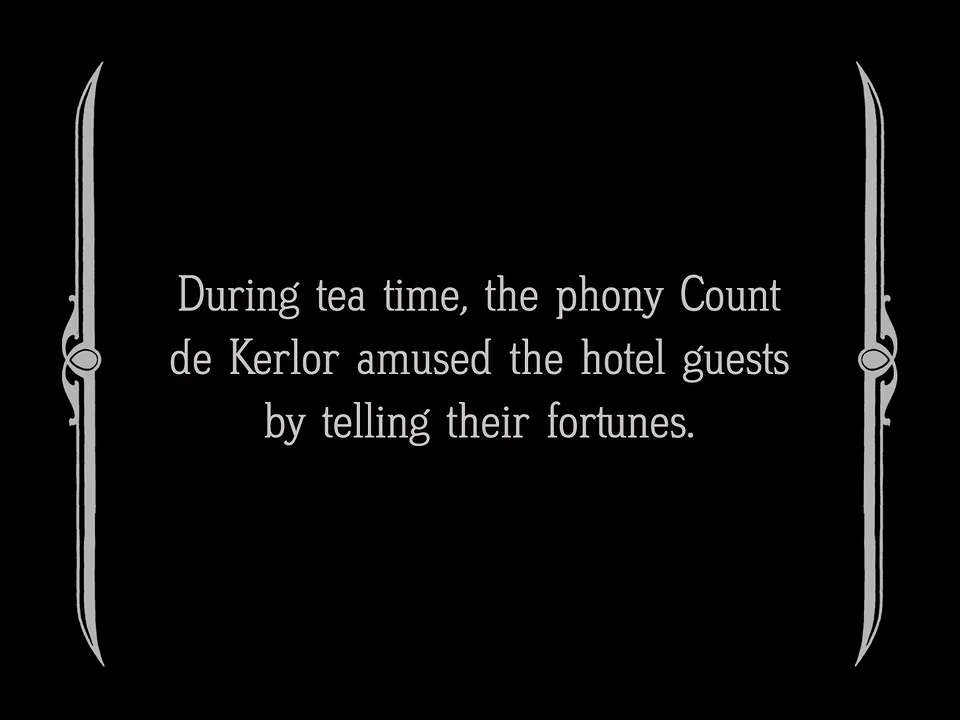 During tea time, the phony Count
de Kerlor amused the hotel guests
by telling their fortunes.